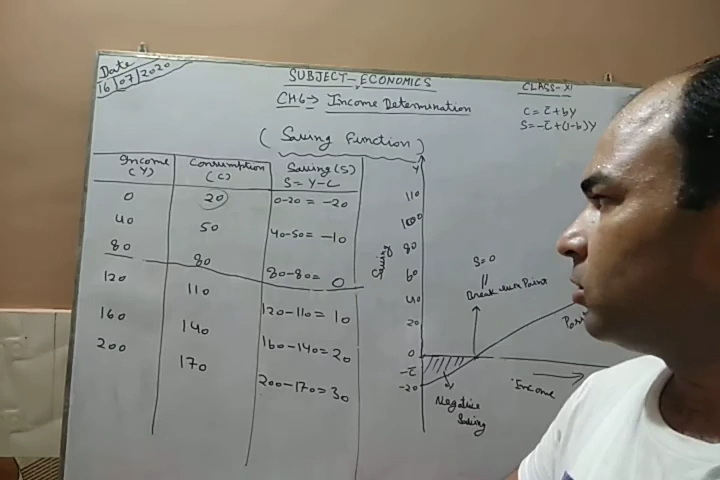 Date
16/07/2020
SUBJECT - ECONOMICS
CH6 → Income Determination
CLASS - XI
C = c̄ + bY
S = -c̄ + (1-b)Y
(Saving Function)
Income (Y) Consumption (C) Saving (S) S = Y-C
0 20 0-20 = -20
40 50 40-50 = -10
80 80 80-80 = 0
120 110 120-110 = 10
160 140 160-140 = 20
200 170 200-170 = 30
Y
110
100
80
60
40
20
0
-c̄
-20
Saving
S=0
||
Break even Point
Negative
Saving
Income